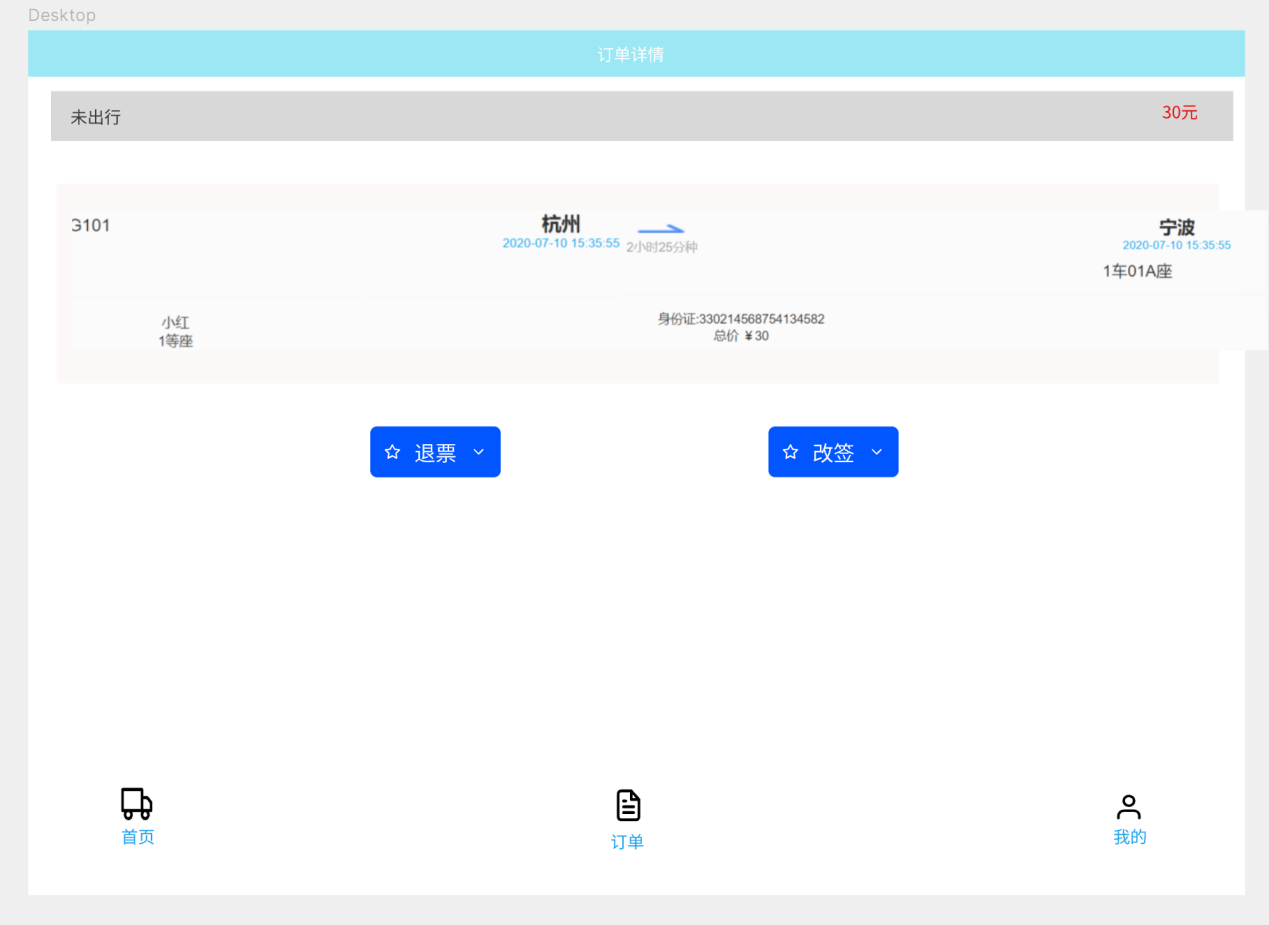 Desktop
订单详情
未出行
30元
G101
杭州
宁波
2020-07-10 15:35:55
2小时25分种
2020-07-10 15:35:55
1车01A座
小红
1等座
身份证:330214568754134582
总价 ¥30
退票
改签
首页
订单
我的